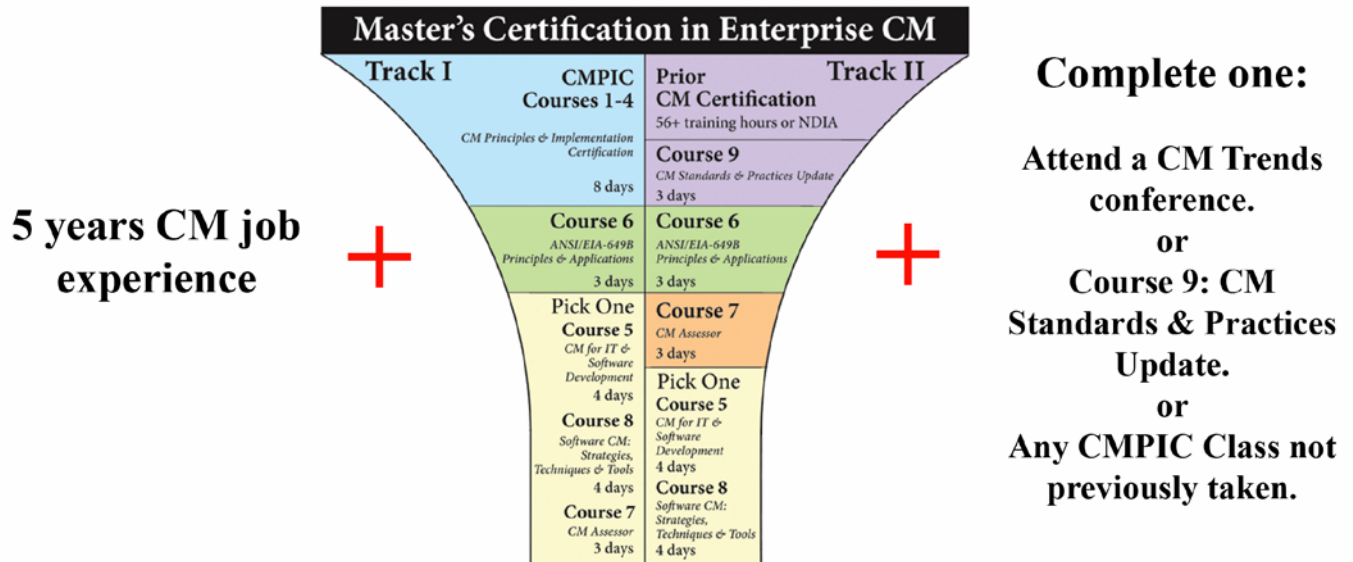 Master's Certification in Enterprise CM
5 years CM job
experience
+
Track I
CMPIC
Courses 1-4
CM Principles & Implementation
Certification
8 days
Course 6
ANSI/EIA-649B
Principles & Applications
3 days
Pick One
Course 5
CM for IT &
Software
Development
4 days
Course 8
Software CM:
Strategies,
Techniques & Tools
4 days
Course 7
CM Assessor
3 days
Track II
Prior
CM Certification
56+ training hours or NDIA
Course 9
CM Standards & Practices Update
3 days
Course 6
ANSI/EIA-649B
Principles & Applications
3 days
Course 7
CM Assessor
3 days
Pick One
Course 5
CM for IT &
Software
Development
4 days
Course 8
Software CM:
Strategies,
Techniques & Tools
4 days
+
Complete one:
Attend a CM Trends
conference.
or
Course 9: CM
Standards & Practices
Update.
or
Any CMPIC Class not
previously taken.